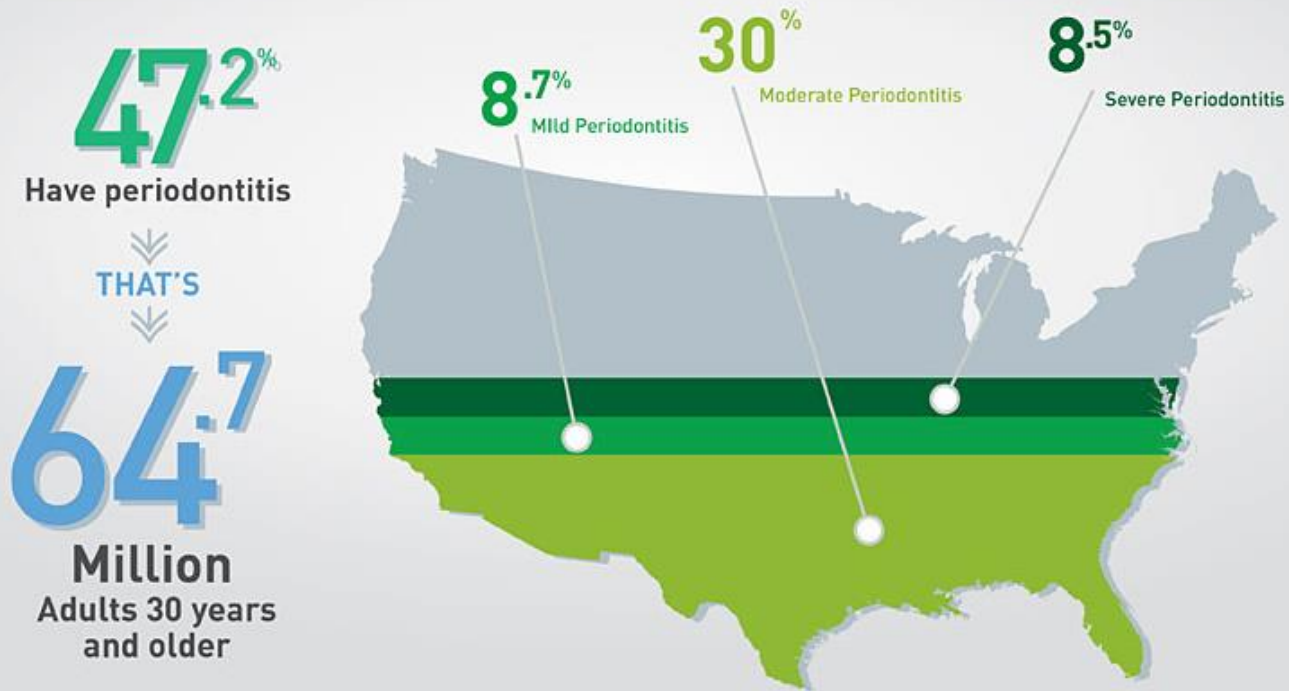 47.2%
Have periodontitis
THAT'S
64.7
Million
Adults 30 years
and older
8.7%
MIld Periodontitis
30%
Moderate Periodontitis
8.5%
Severe Periodontitis